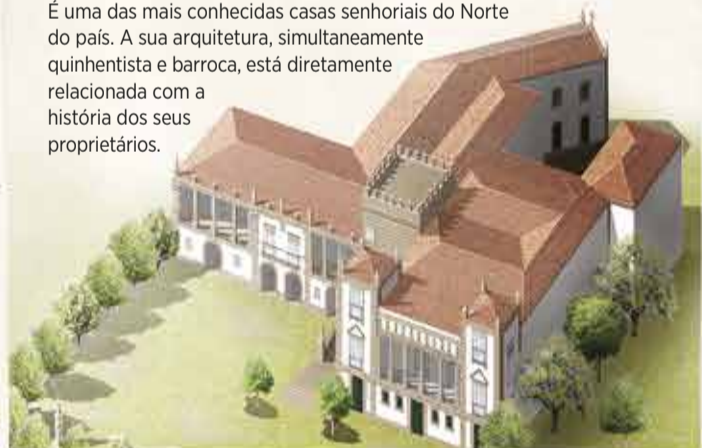 É uma das mais conhecidas casas senhoriais do Norte
do país. A sua arquitetura, simultaneamente
quinhentista e barroca, está diretamente
relacionada com a
história dos seus
proprietários.